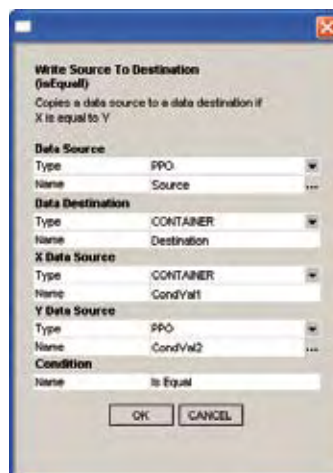 Write Source To Destination
(isEquall)
Copies a data source to a data destination if
X is equal to Y
Data Source
Type PPO
Name Source ...
Data Destination
Type CONTAINER
Name Destination
X Data Source
Type CONTAINER
Name CondVal1
Y Data Source
Type PPO
Name CondVal2 ...
Condition
Name Is Equal
OK CANCEL